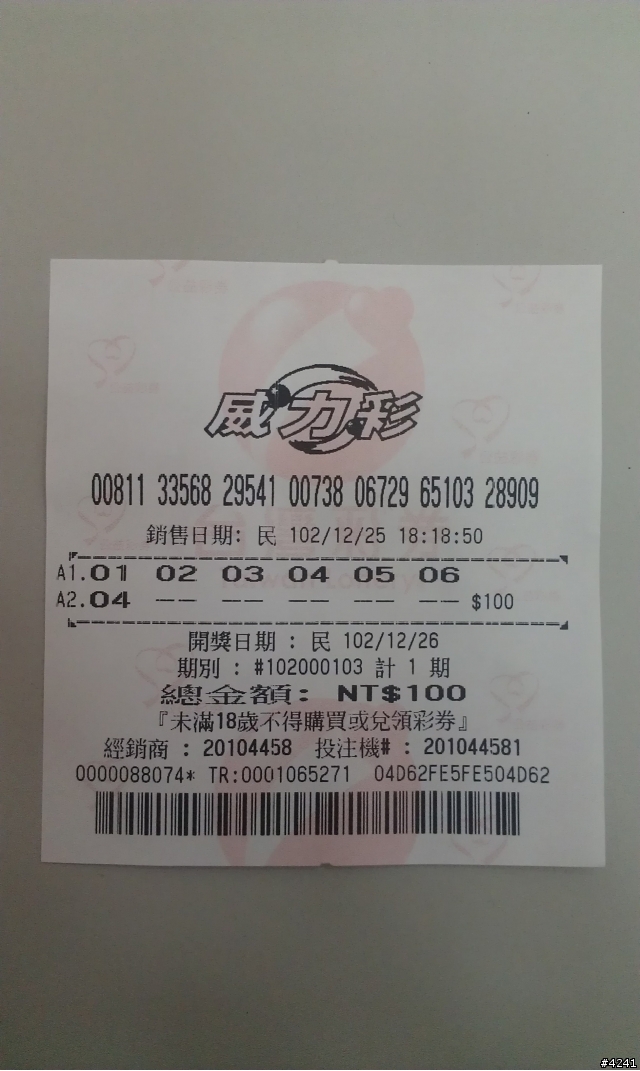 威力彩
00811 33568 29541 00738 06729 65103 28909
銷售日期: 民 102/12/25 18:18:50
A1.01 02 03 04 05 06
A2.04 -- -- -- -- -- $100
開獎日期 : 民 102/12/26
期別 : #102000103 計 1 期
總金額: NT$100
『未滿18歲不得購買或兌領彩券』
經銷商 : 20104458 投注機# : 201044581
0000088074* TR:0001065271 04D62FE5FE504D62
#4241